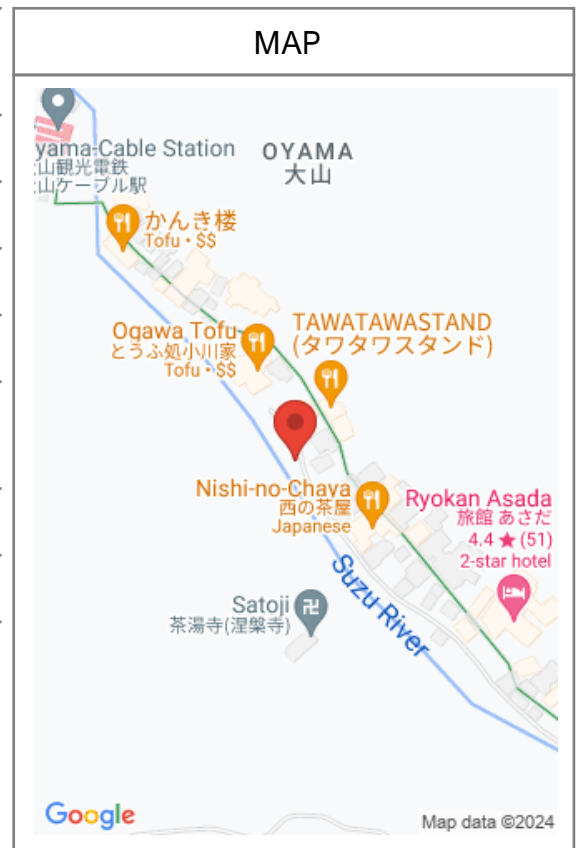 MAP
yama-Cable Station
山観光電鉄
山ケーブル駅
OYAMA
大山
かんき楼
Tofu • $$
Ogawa Tofu
とうふ処小川家
Tofu • $$
TAWATAWASTAND
(タワタワスタンド)
Nishi-no-Chaya
西の茶屋
Japanese
Ryokan Asada
旅館 あさだ
4.4 ★ (51)
2-star hotel
Suzu River
Satoji
茶湯寺(涅槃寺)
Google
Map data ©2024